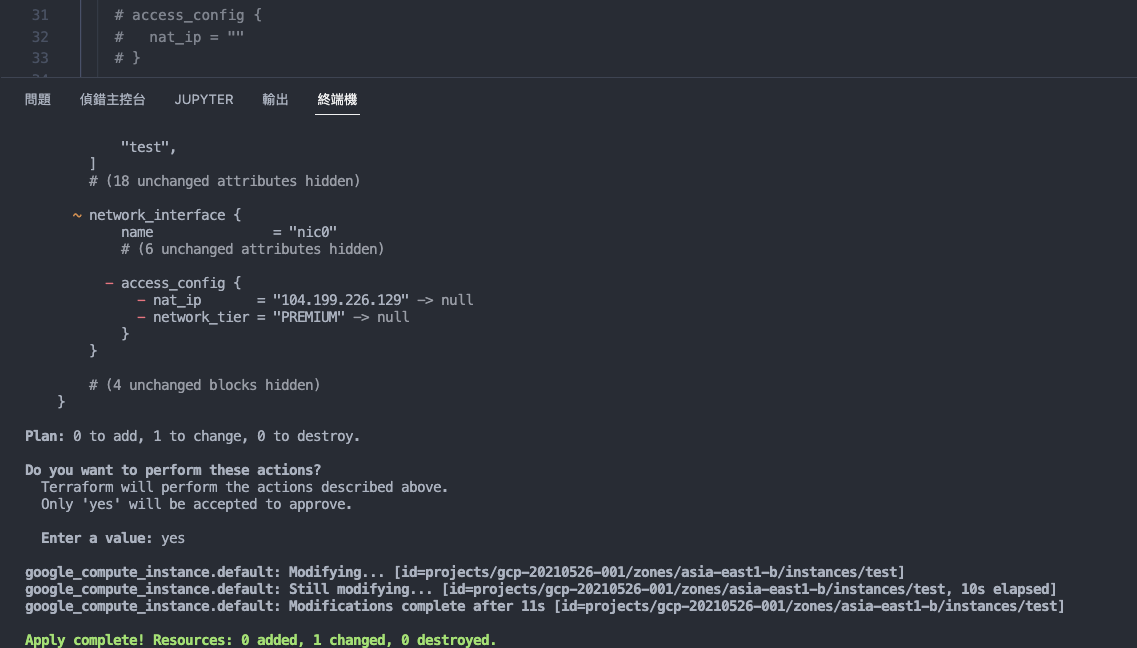 31 # access_config {
32 #   nat_ip = ""
33 # }
問題 偵錯主控台 JUPYTER 輸出 終端機
"test",
]
# (18 unchanged attributes hidden)
~ network_interface {
name               = "nic0"
# (6 unchanged attributes hidden)
- access_config {
- nat_ip       = "104.199.226.129" -> null
- network_tier = "PREMIUM" -> null
}
}
# (4 unchanged blocks hidden)
}
Plan: 0 to add, 1 to change, 0 to destroy.
Do you want to perform these actions?
Terraform will perform the actions described above.
Only 'yes' will be accepted to approve.
Enter a value: yes
google_compute_instance.default: Modifying... [id=projects/gcp-20210526-001/zones/asia-east1-b/instances/test]
google_compute_instance.default: Still modifying... [id=projects/gcp-20210526-001/zones/asia-east1-b/instances/test, 10s elapsed]
google_compute_instance.default: Modifications complete after 11s [id=projects/gcp-20210526-001/zones/asia-east1-b/instances/test]
Apply complete! Resources: 0 added, 1 changed, 0 destroyed.